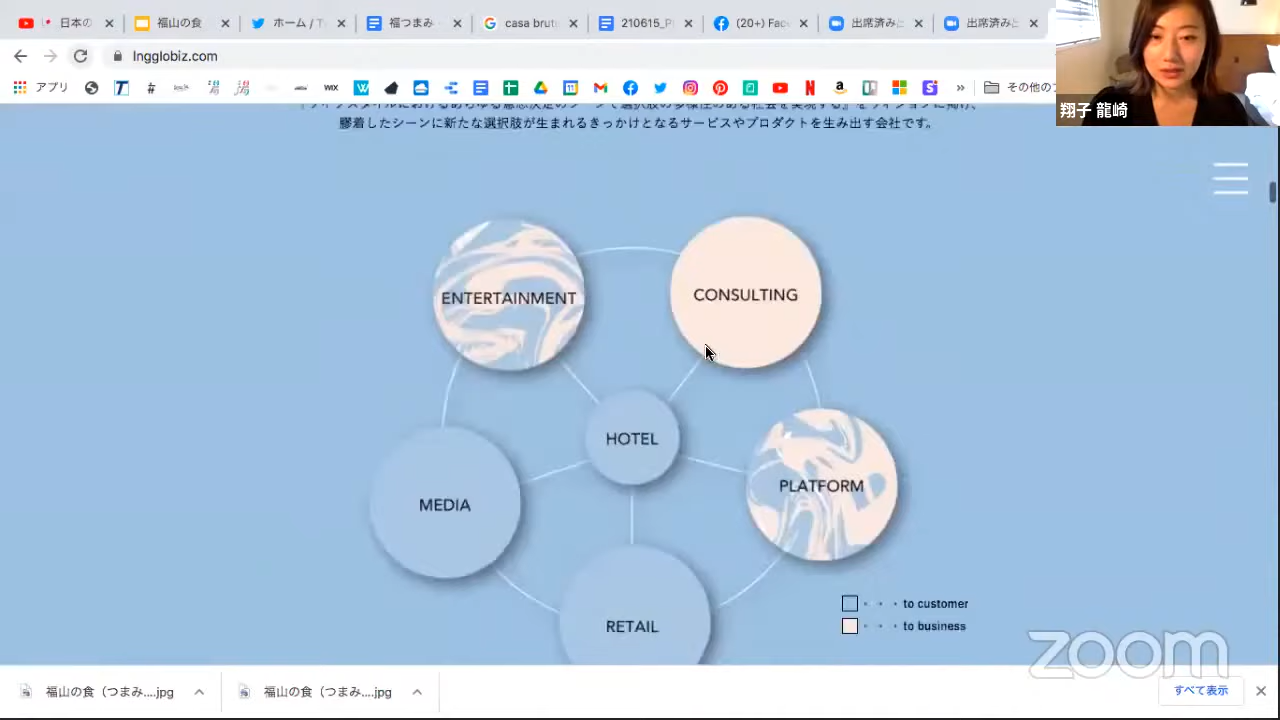 日本の
福山の食
ホーム / T
福つまみ -
casa brut
210615_P
(20+) Fac
出席済み
出席済み
lngglobiz.com
アプリ
WIX
»
その他の
翔子 龍崎
膠着したシーンに新たな選択肢が生まれるきっかけとなるサービスやプロダクトを生み出す会社です。
ENTERTAINMENT
CONSULTING
HOTEL
PLATFORM
MEDIA
RETAIL
・・・to customer
・・・to business
zoom
福山の食（つまみ....jpg
福山の食（つまみ....jpg
すべて表示